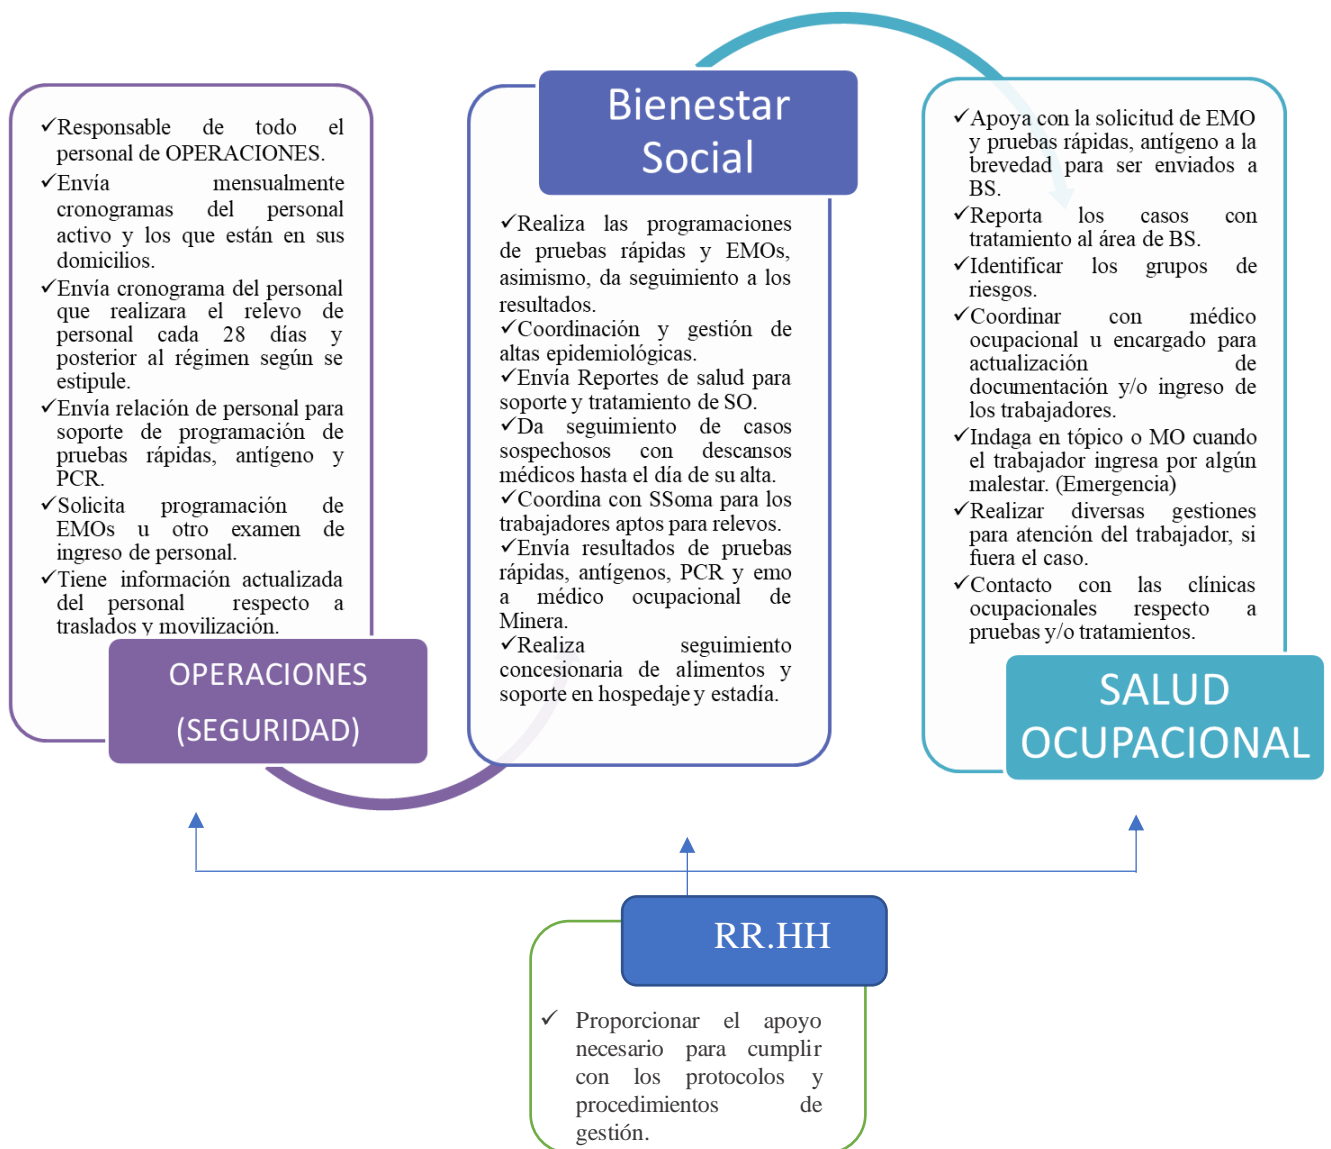 ✓Responsable de todo el
personal de OPERACIONES.
✓Envía mensualmente
cronogramas del personal
activo y los que están en sus
domicilios.
✓Envía cronograma del personal
que realizara el relevo de
personal cada 28 días y
posterior al régimen según se
estipule.
✓Envía relación de personal para
soporte de programación de
pruebas rápidas, antígeno y
PCR.
✓Solicita programación de
EMOs u otro examen de
ingreso de personal.
✓Tiene información actualizada
del personal respecto a
traslados y movilización.
OPERACIONES
(SEGURIDAD)
Bienestar
Social
✓Realiza las programaciones
de pruebas rápidas y EMOs,
asimismo, da seguimiento a los
resultados.
✓Coordinación y gestión de
altas epidemiológicas.
✓Envía Reportes de salud para
soporte y tratamiento de SO.
✓Da seguimiento de casos
sospechosos con descansos
médicos hasta el día de su alta.
✓Coordina con SSoma para los
trabajadores aptos para relevos.
✓Envía resultados de pruebas
rápidas, antígenos, PCR y emo
a médico ocupacional de
Minera.
✓Realiza seguimiento
concesionaria de alimentos y
soporte en hospedaje y estadía.
✓Apoya con la solicitud de EMO
y pruebas rápidas, antígeno a la
brevedad para ser enviados a
BS.
✓Reporta los casos con
tratamiento al área de BS.
✓Identificar los grupos de
riesgos.
✓Coordinar con médico
ocupacional u encargado para
actualización de
documentación y/o ingreso de
los trabajadores.
✓Indaga en tópico o MO cuando
el trabajador ingresa por algún
malestar. (Emergencia)
✓Realizar diversas gestiones
para atención del trabajador, si
fuera el caso.
✓Contacto con las clínicas
ocupacionales respecto a
pruebas y/o tratamientos.
SALUD
OCUPACIONAL
RR.HH
✓ Proporcionar el apoyo
necesario para cumplir
con los protocolos y
procedimientos de
gestión.